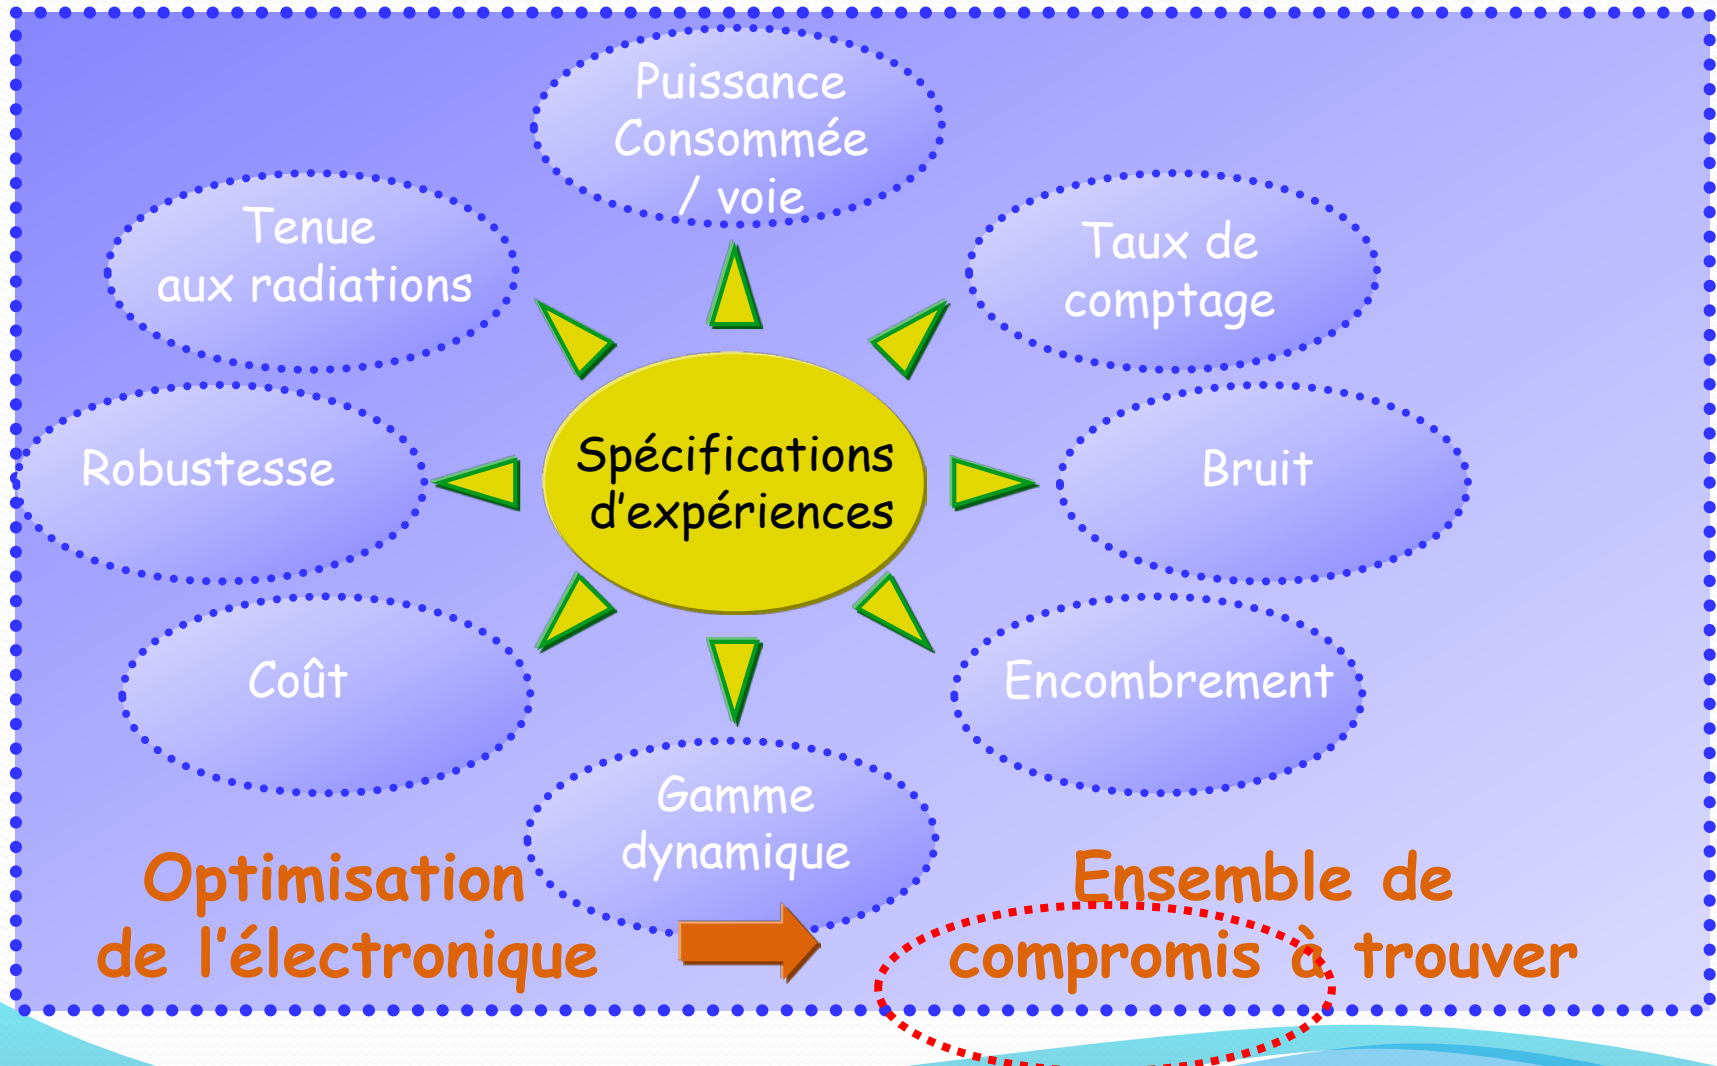 Puissance
Consommée
/ voie
Tenue
aux radiations
Taux de
comptage
Robustesse
Spécifications
d'expériences
Bruit
Coût
Encombrement
Gamme
dynamique
Optimisation
de l'électronique
Ensemble de
compromis à trouver